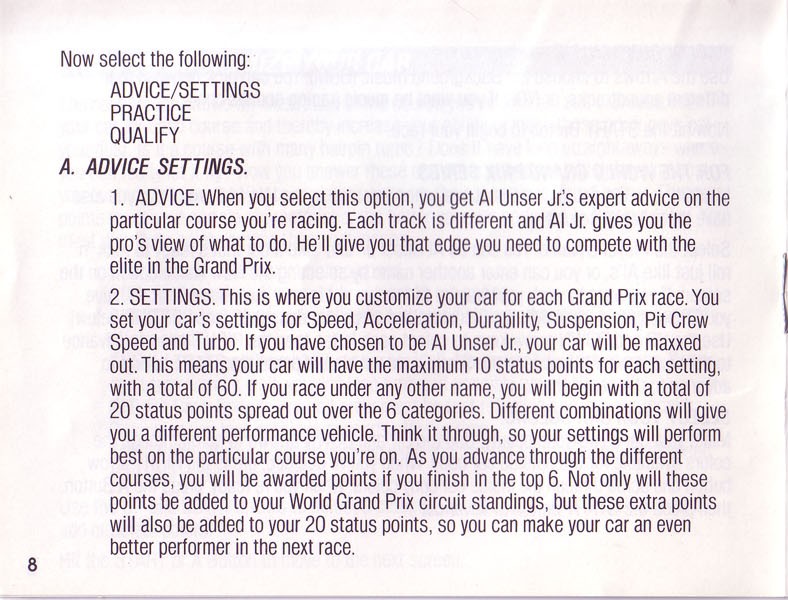 Now select the following:
ADVICE/SETTINGS
PRACTICE
QUALIFY
A. ADVICE SETTINGS.
1. ADVICE. When you select this option, you get Al Unser Jr.'s expert advice on the
particular course you're racing. Each track is different and Al Jr. gives you the
pro's view of what to do. He'll give you that edge you need to compete with the
elite in the Grand Prix.
2. SETTINGS. This is where you customize your car for each Grand Prix race. You
set your car's settings for Speed, Acceleration, Durability, Suspension, Pit Crew
Speed and Turbo. If you have chosen to be Al Unser Jr., your car will be maxxed
out. This means your car will have the maximum 10 status points for each setting,
with a total of 60. If you race under any other name, you will begin with a total of
20 status points spread out over the 6 categories. Different combinations will give
you a different performance vehicle. Think it through, so your settings will perform
best on the particular course you're on. As you advance through the different
courses, you will be awarded points if you finish in the top 6. Not only will these
points be added to your World Grand Prix circuit standings, but these extra points
will also be added to your 20 status points, so you can make your car an even
better performer in the next race.
8